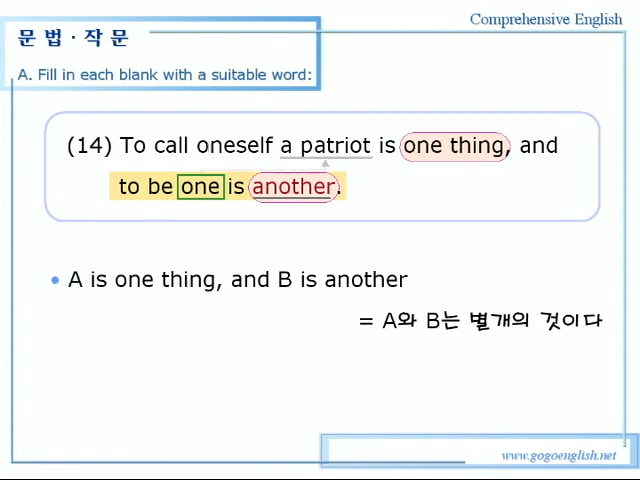 Comprehensive English
문 법 · 작 문
A. Fill in each blank with a suitable word:
(14) To call oneself a patriot is one thing, and
to be one is another.
• A is one thing, and B is another
= A와 B는 별개의 것이다
www.gogoenglish.net